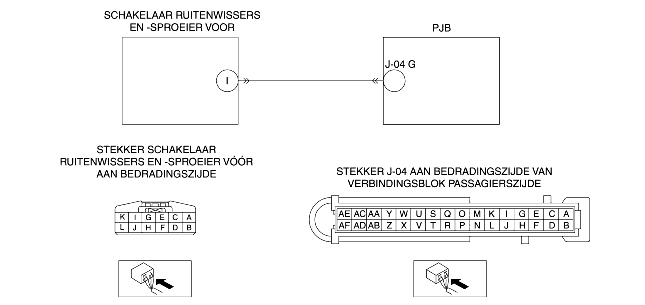 SCHAKELAAR RUITENWISSERS
EN -SPROEIER VOOR
PJB
J-04 G
I
STEKKER SCHAKELAAR
RUITENWISSERS EN -SPROEIER VÓÓR
AAN BEDRADINGSZIJDE
STEKKER J-04 AAN BEDRADINGSZIJDE VAN
VERBINDINGSBLOK PASSAGIERSZIJDE
K I G E C A
L J H F D B
AE AC AA Y W U S Q O M K I G E C A
AF AD AB Z X V T R P N L J H F D B